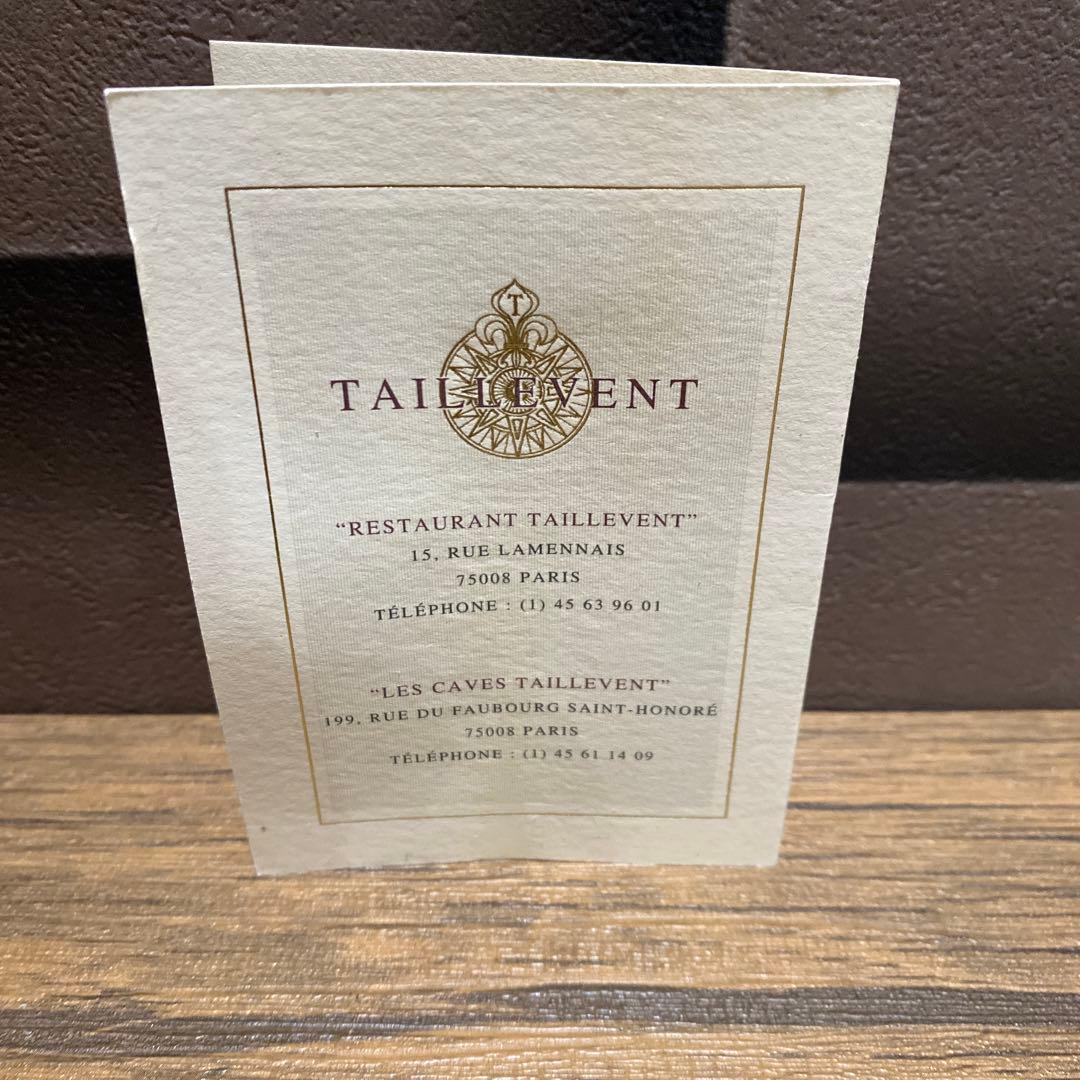 T
TAILLEVENT
“RESTAURANT TAILLEVENT”
15, RUE LAMENNAIS
75008 PARIS
TÉLÉPHONE : (1) 45 63 96 01
“LES CAVES TAILLEVENT”
199, RUE DU FAUBOURG SAINT-HONORÉ
75008 PARIS
TÉLÉPHONE : (1) 45 61 14 09